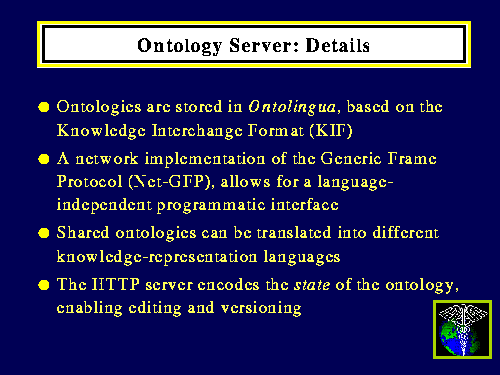 Ontology Server: Details
Ontologies are stored in Ontolingua, based on the
Knowledge Interchange Format (KIF)
A network implementation of the Generic Frame
Protocol (Net-GFP), allows for a language-
independent programmatic interface
Shared ontologies can be translated into different
knowledge-representation languages
The HTTP server encodes the state of the ontology,
enabling editing and versioning